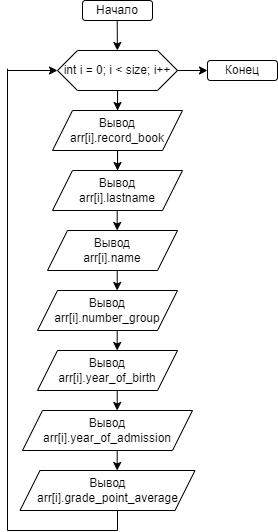 Начало
int i = 0; i < size; i++
Конец
Вывод
arr[i].record_book
Вывод
arr[i].lastname
Вывод
arr[i].name
Вывод
arr[i].number_group
Вывод
arr[i].year_of_birth
Вывод
arr[i].year_of_admission
Вывод
arr[i].grade_point_average